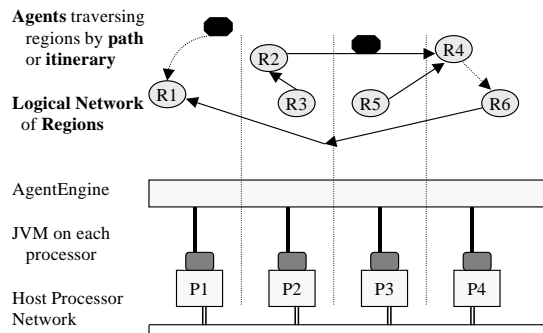 Agents traversing
regions by path
or itinerary
R1
R2
R3
R5
R4
R6
Logical Network
of Regions
AgentEngine
JVM on each
processor
P1
P2
P3
P4
Host Processor
Network